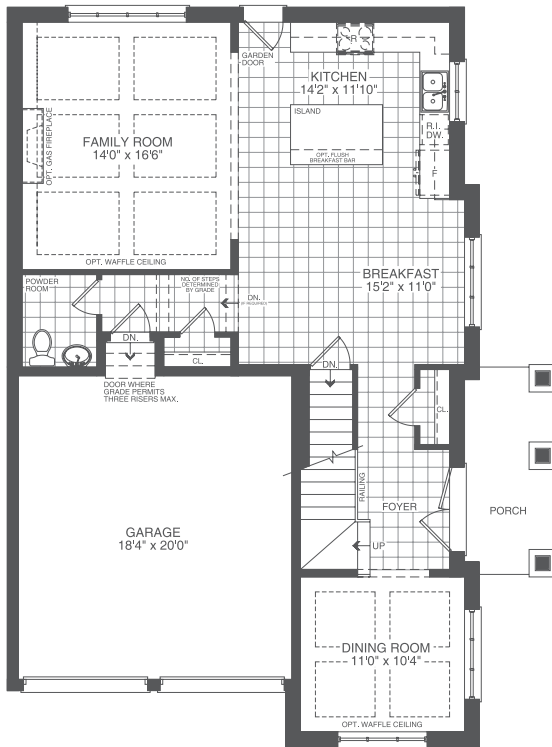 GARDEN
DOOR
R
KITCHEN
14'2" x 11'10"
ISLAND
OPT. FLUSH
BREAKFAST BAR
R.I.
DW.
F
OPT. GAS FIREPLACE
FAMILY ROOM
14'0" x 16'6"
OPT. WAFFLE CEILING
POWDER
ROOM
NO. OF STEPS
DETERMINED
BY GRADE
DN.
BREAKFAST
15'2" x 11'0"
DN.
CL.
DOOR WHERE
GRADE PERMITS
THREE RISERS MAX.
DN.
CL.
RAILING
FOYER
PORCH
UP
GARAGE
18'4" x 20'0"
DINING ROOM
11'0" x 10'4"
OPT. WAFFLE CEILING